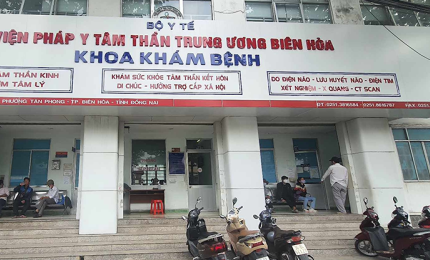 BỘ Y TẾ
VIỆN PHÁP Y TÂM THẦN TRUNG ƯƠNG BIÊN HÒA
KHOA KHÁM BỆNH
TÂM THẦN KINH
TÂM LÝ
KHÁM SỨC KHỎE TÂM THẦN KẾT HÔN
DI CHÚC - HƯỞNG TRỢ CẤP XÃ HỘI
ĐO ĐIỆN NÃO - LƯU HUYẾT NÃO - ĐIỆN TIM
XÉT NGHIỆM - X QUANG - CT SCAN
PHƯỜNG TÂN PHONG - TP. BIÊN HÒA - TỈNH ĐỒNG NAI